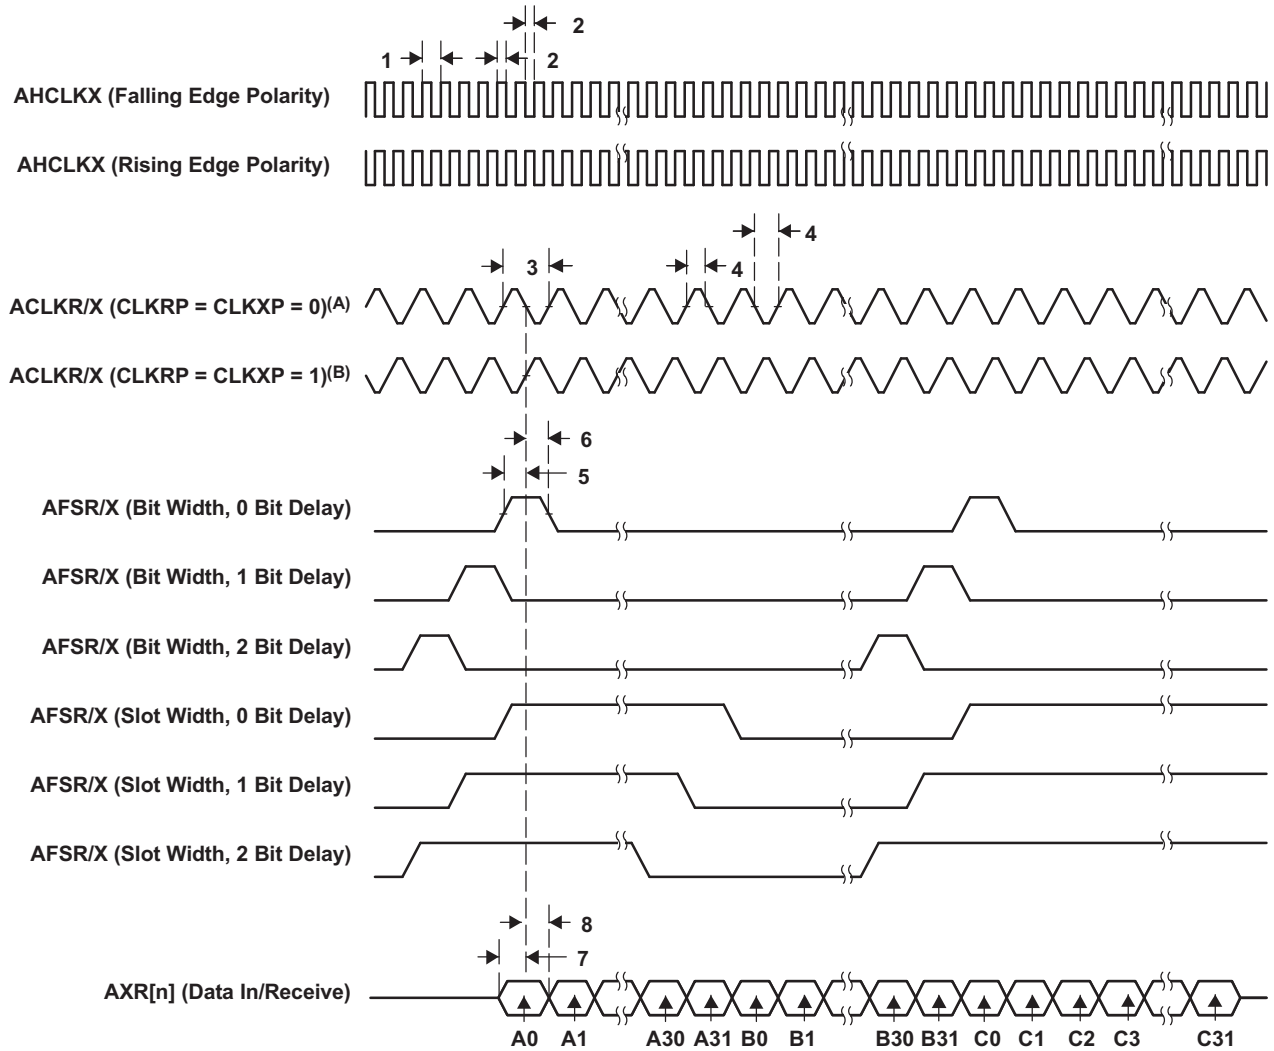 2
1
2
AHCLKX (Falling Edge Polarity)
AHCLKX (Rising Edge Polarity)
4
3
4
ACLKR/X (CLKRP = CLKXP = 0)(A)
ACLKR/X (CLKRP = CLKXP = 1)(B)
6
5
AFSR/X (Bit Width, 0 Bit Delay)
AFSR/X (Bit Width, 1 Bit Delay)
AFSR/X (Bit Width, 2 Bit Delay)
AFSR/X (Slot Width, 0 Bit Delay)
AFSR/X (Slot Width, 1 Bit Delay)
AFSR/X (Slot Width, 2 Bit Delay)
8
7
AXR[n] (Data In/Receive)
A0 A1 A30 A31 B0 B1 B30 B31 C0 C1 C2 C3 C31